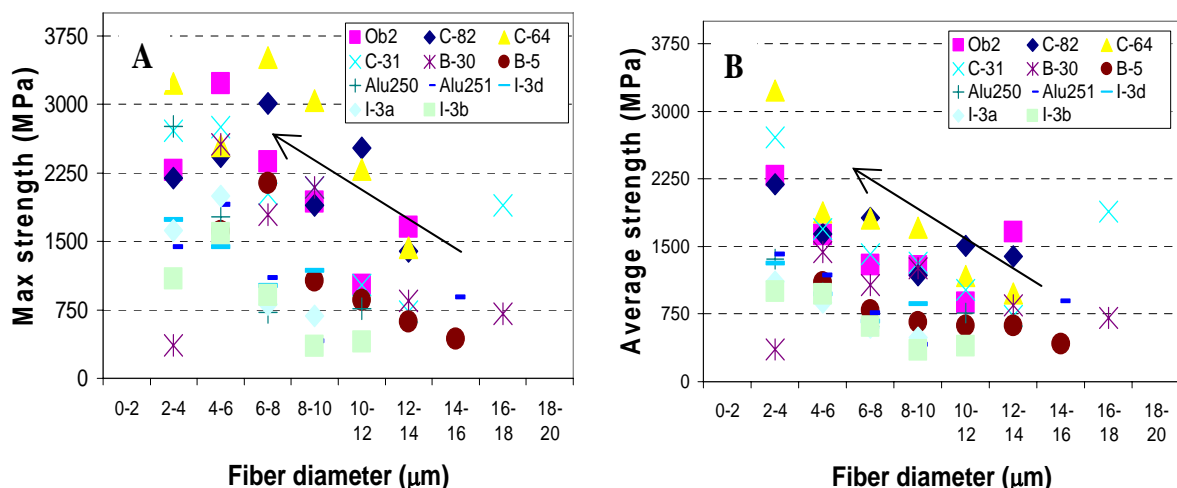 A
Ob2 C-82 C-64
C-31 B-30 B-5
Alu250 Alu251 I-3d
I-3a I-3b
Max strength (MPa)
3750
3000
2250
1500
750
0
0-2 2-4 4-6 6-8 8-10 10-12 12-14 14-16 16-18 18-20
Fiber diameter (μm)
B
Ob2 C-82 C-64
C-31 B-30 B-5
Alu250 Alu251 I-3d
I-3a I-3b
Average strength (MPa)
3750
3000
2250
1500
750
0
0-2 2-4 4-6 6-8 8-10 10-12 12-14 14-16 16-18 18-20
Fiber diameter (μm)